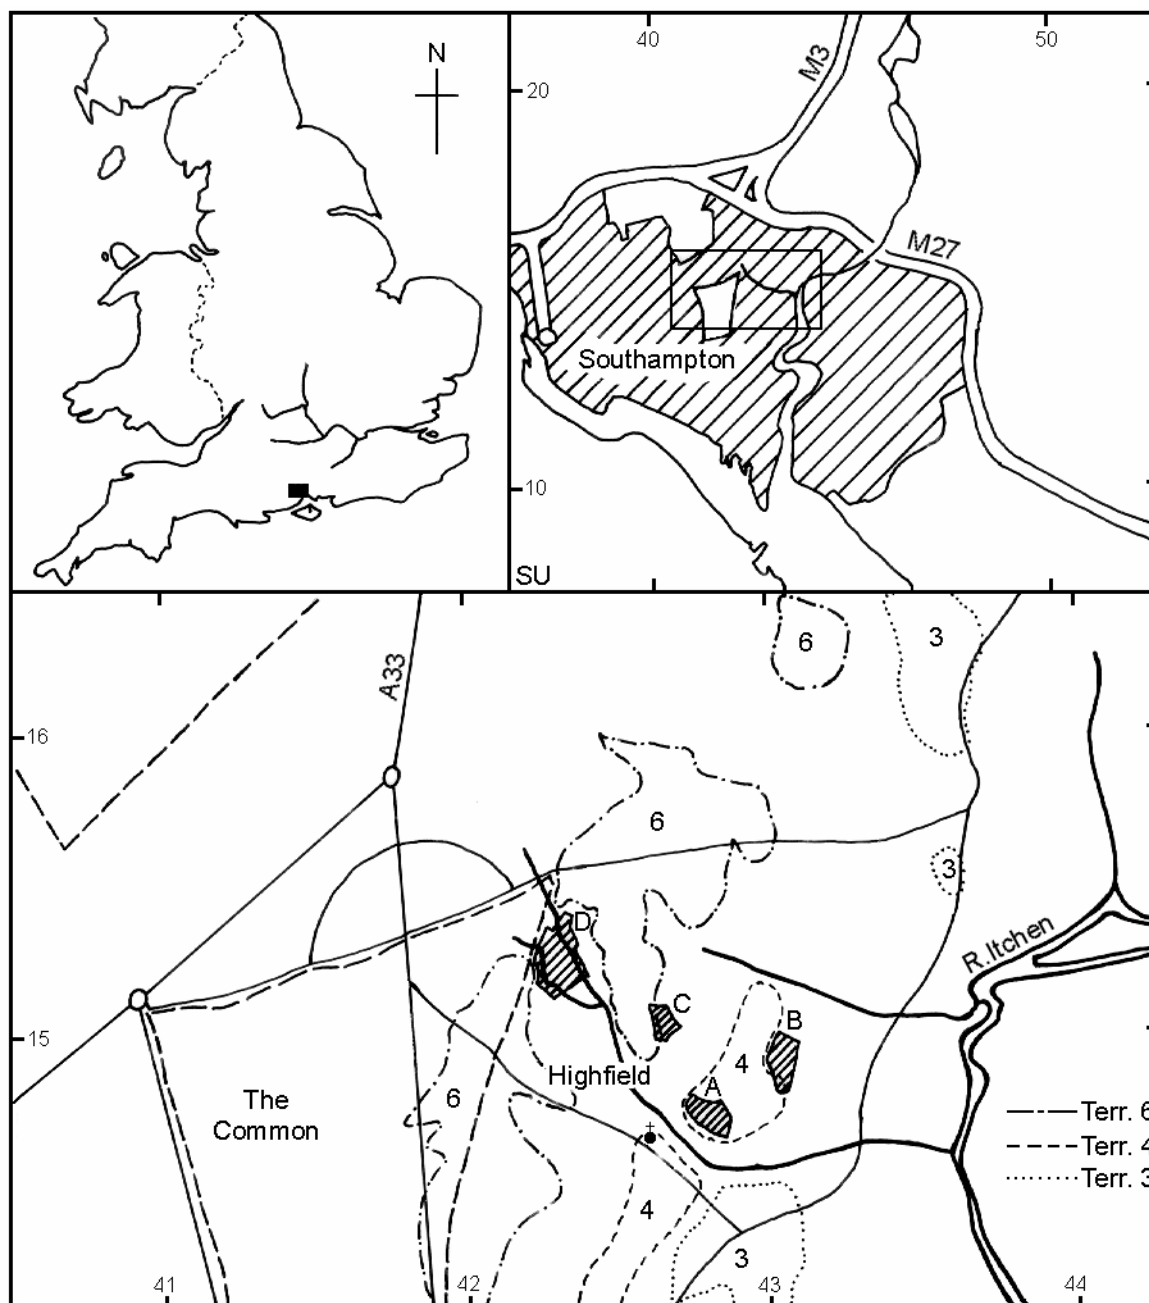 N
40
50
M3
20
M27
Southampton
10
SU
6
3
A33
16
6
3
D
R.Itchen
C
B
15
4
Highfield
A
6
The
Common
Terr. 6
Terr. 4
Terr. 3
4
3
41
42
43
44